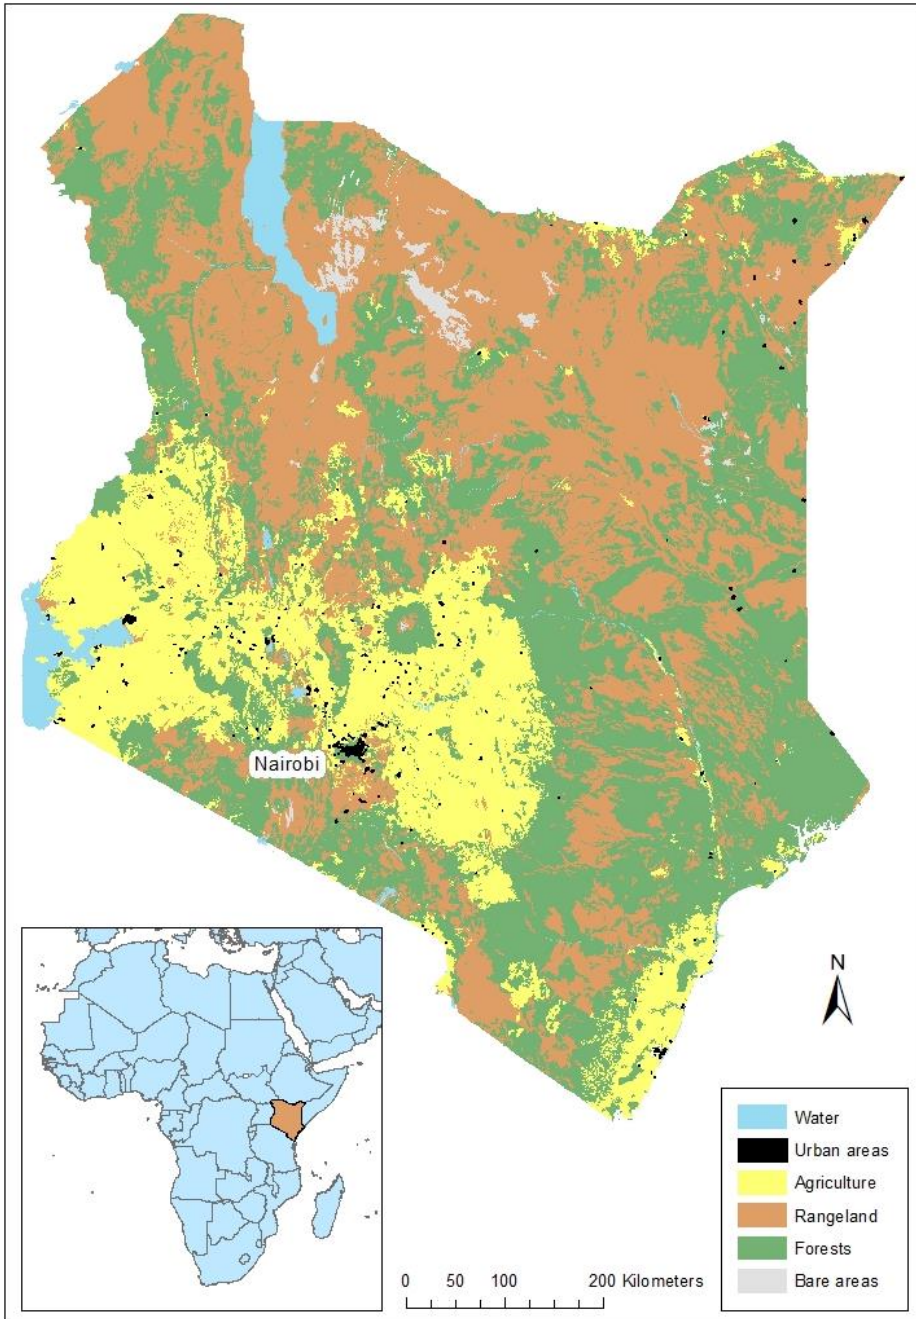 Nairobi
N
Water
Urban areas
Agriculture
Rangeland
Forests
Bare areas
0 50 100 200 Kilometers